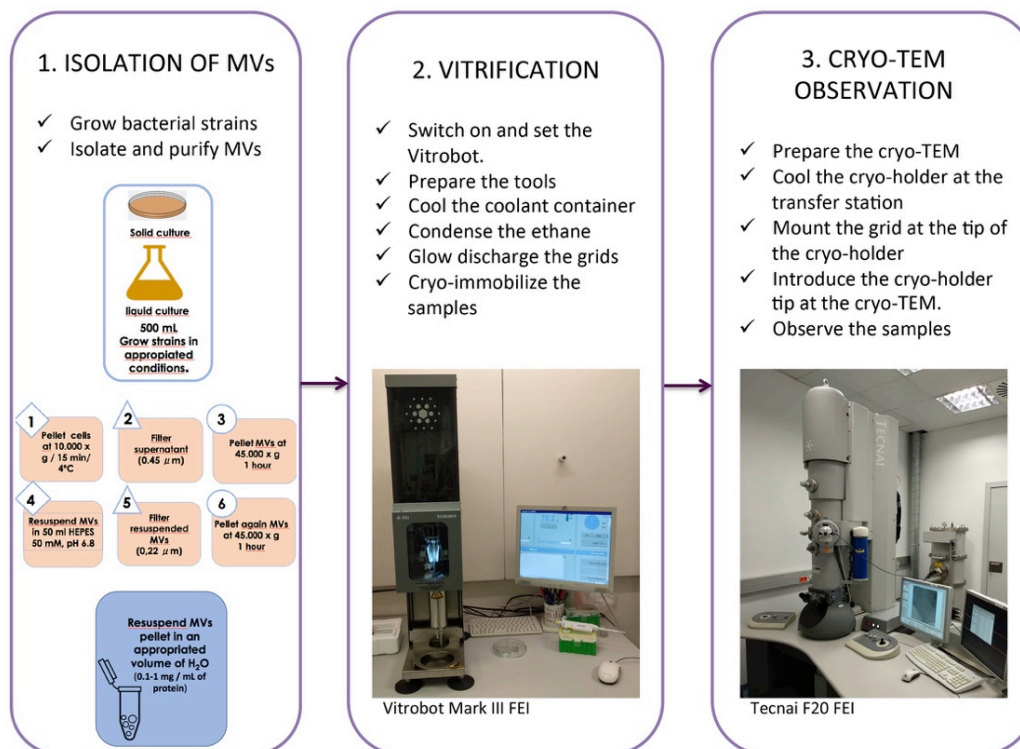 1. ISOLATION OF MVs
✓ Grow bacterial strains
✓ Isolate and purify MVs
Solid culture
liquid culture
500 mL
Grow strains in
appropiated
conditions.
1
Pellet cells
at 10.000 x
g / 15 min/
4°C
2
Filter
supernatant
(0.45 μm)
3
Pellet MVs at
45.000 x g
1 hour
4
Resuspend MVs
in 50 ml HEPES
50 mM, pH 6.8
5
Filter
resuspended
MVs
(0,22 μm)
6
Pellet again MVs
at 45.000 x g
1 hour
Resuspend MVs
pellet in an
appropriated
volume of H₂O
(0.1-1 mg / mL of
protein)
2. VITRIFICATION
✓ Switch on and set the
Vitrobot.
✓ Prepare the tools
✓ Cool the coolant container
✓ Condense the ethane
✓ Glow discharge the grids
✓ Cryo-immobilize the
samples
FEI
VITROBOT
Vitrobot Mark III FEI
3. CRYO-TEM
OBSERVATION
✓ Prepare the cryo-TEM
✓ Cool the cryo-holder at the
transfer station
✓ Mount the grid at the tip of
the cryo-holder
✓ Introduce the cryo-holder
tip at the cryo-TEM.
✓ Observe the samples
TECNAI
Tecnai F20 FEI